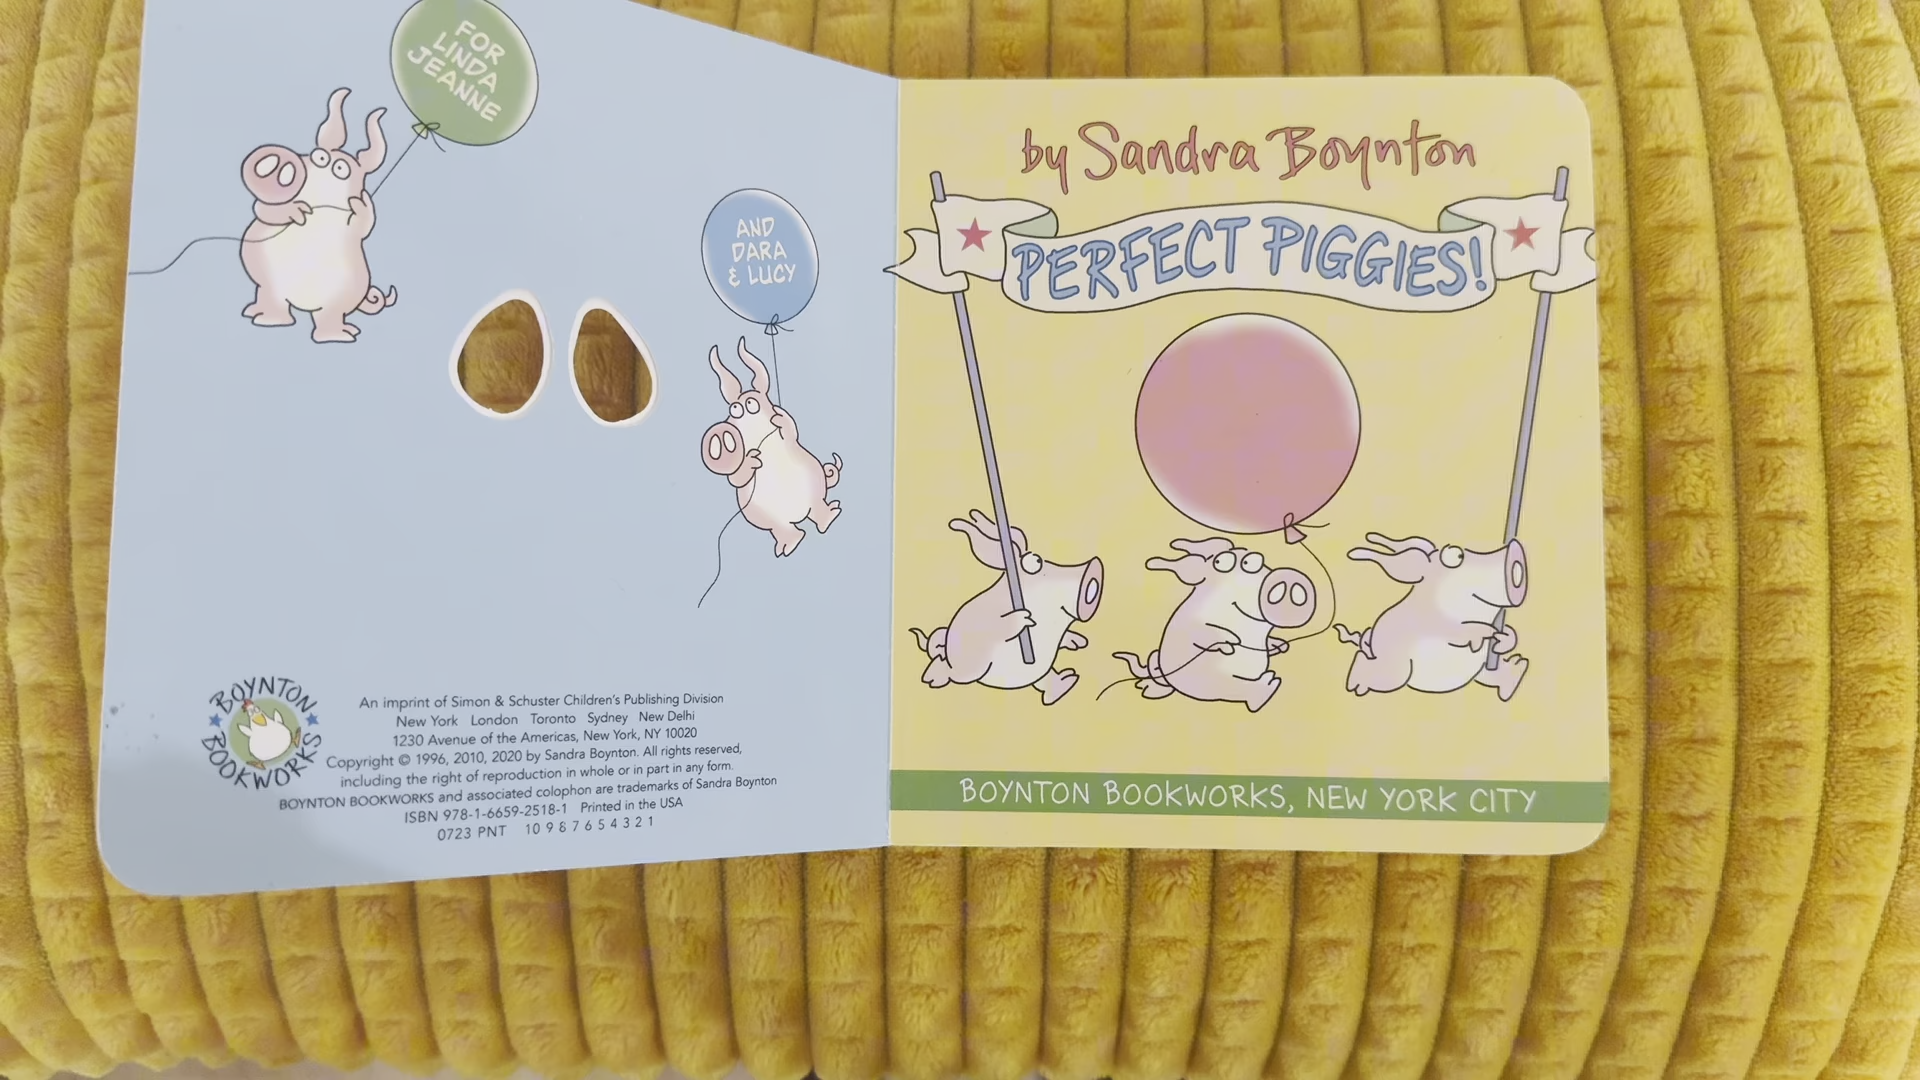 FOR
LINDA
JEANNE
AND
DARA
& LUCY
BOYNTON
BOOKWORKS
An imprint of Simon & Schuster Children's Publishing Division
New York London Toronto Sydney New Delhi
1230 Avenue of the Americas, New York, NY 10020
Copyright © 1996, 2010, 2020 by Sandra Boynton. All rights reserved,
including the right of reproduction in whole or in part in any form.
BOYNTON BOOKWORKS and associated colophon are trademarks of Sandra Boynton
ISBN 978-1-6659-2518-1 Printed in the USA
0723 PNT 10 9 8 7 6 5 4 3 2 1
by Sandra Boynton
PERFECT PIGGIES!
BOYNTON BOOKWORKS, NEW YORK CITY